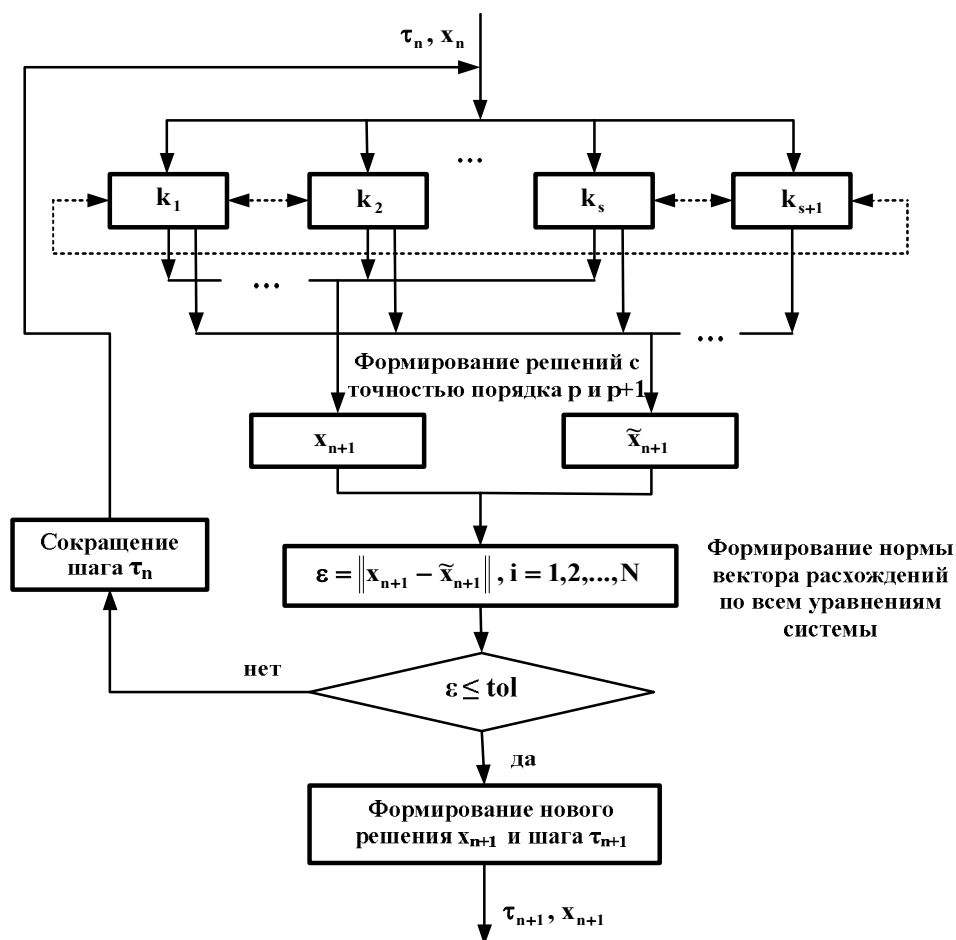 τn , xn
...
k1
k2
ks
ks+1
...
...
Формирование решений с
точностью порядка p и p+1
xn+1
x̃n+1
Сокращение
шага τn
ε = ‖xn+1 − x̃n+1‖ , i = 1,2,...,N
Формирование нормы
вектора расхождений
по всем уравнениям
системы
нет
ε ≤ tol
да
Формирование нового
решения xn+1 и шага τn+1
τn+1 , xn+1